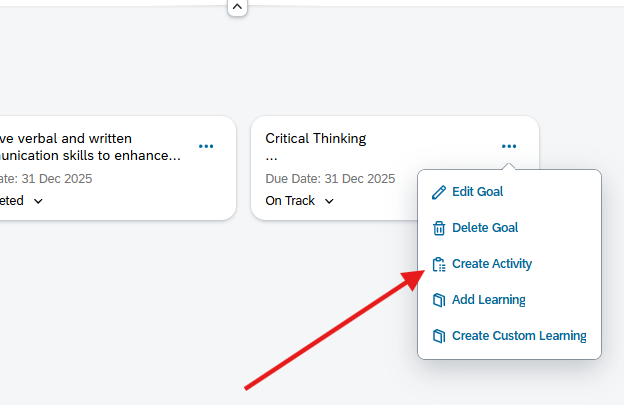 ve verbal and written
unication skills to enhance...
ate: 31 Dec 2025
eted
Critical Thinking
...
Due Date: 31 Dec 2025
On Track
Edit Goal
Delete Goal
Create Activity
Add Learning
Create Custom Learning